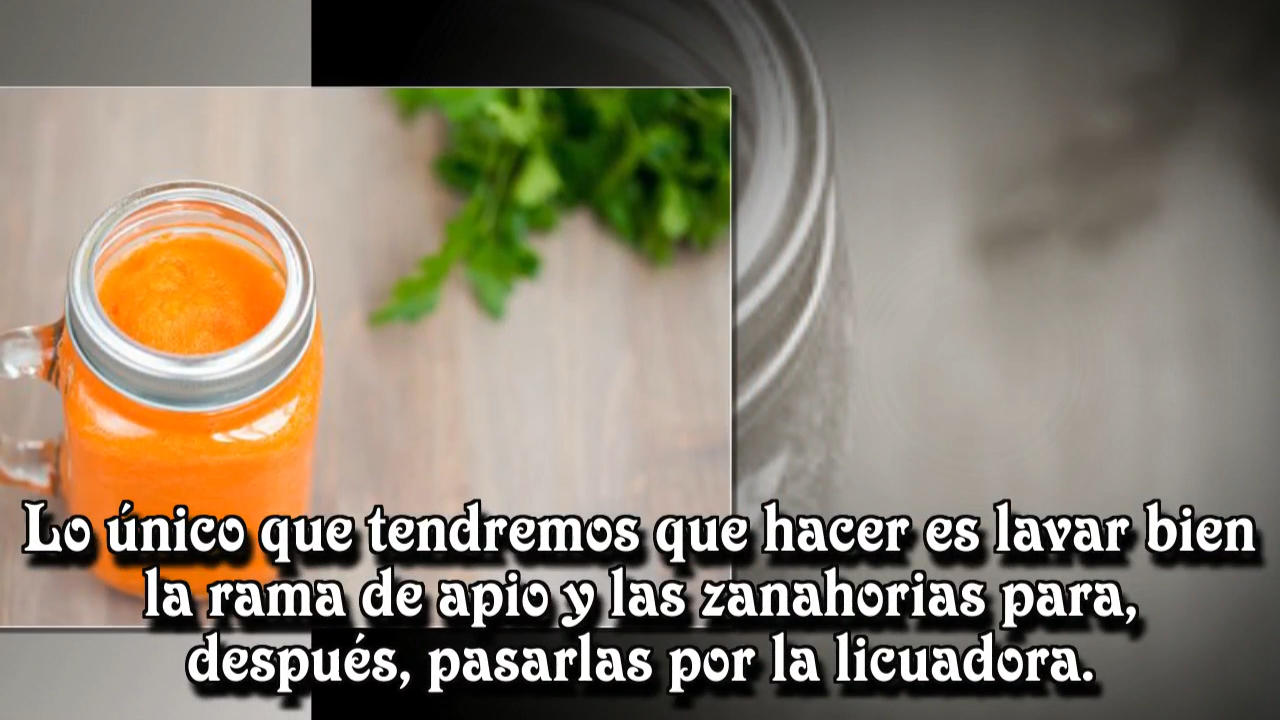 Lo único que tendremos que hacer es lavar bien
la rama de apio y las zanahorias para,
después, pasarlas por la licuadora.